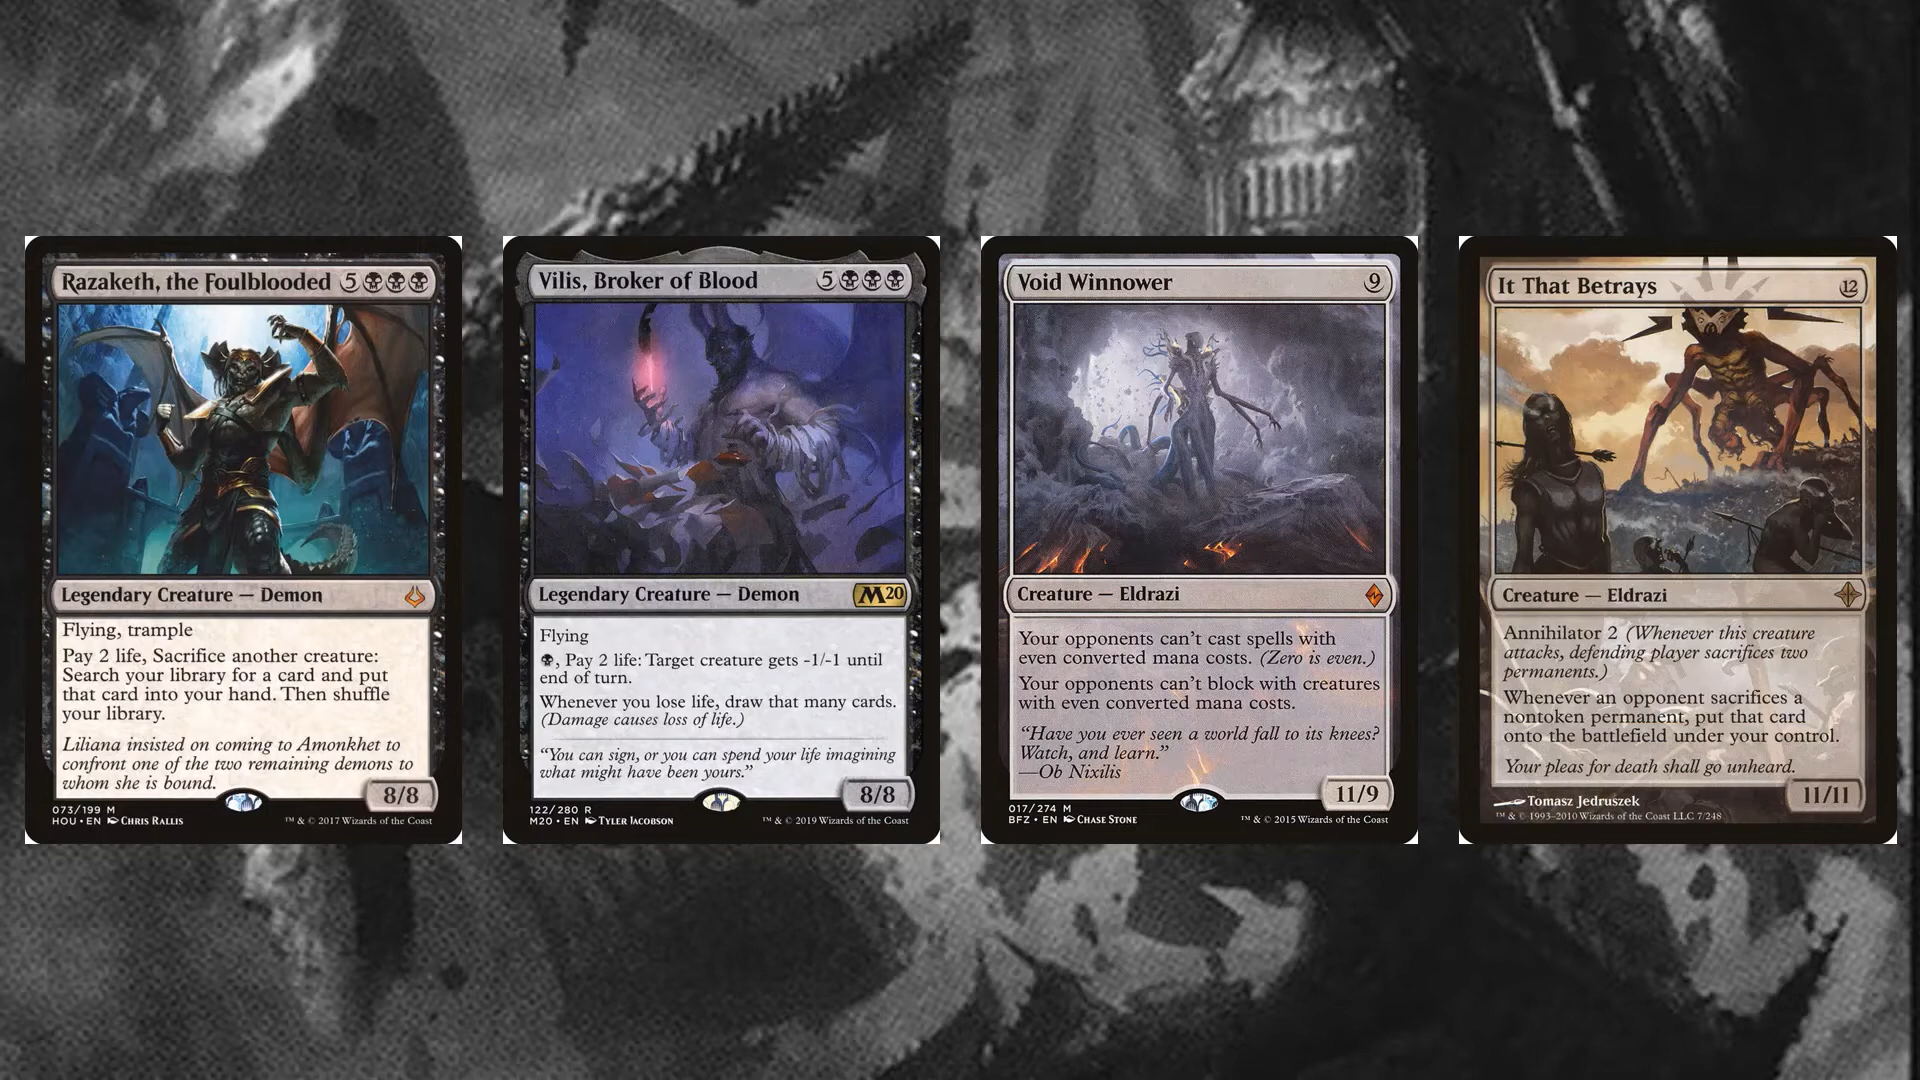 Razaketh, the Foulblooded 5
Legendary Creature — Demon
Flying, trample
Pay 2 life, Sacrifice another creature:
Search your library for a card and put
that card into your hand. Then shuffle
your library.
Liliana insisted on coming to Amonkhet to
confront one of the two remaining demons to
whom she is bound.
8/8
073/199 M
HOU • EN Chris Rallis
™ & © 2017 Wizards of the Coast
Vilis, Broker of Blood 5
Legendary Creature — Demon
M20
Flying
, Pay 2 life: Target creature gets -1/-1 until
end of turn.
Whenever you lose life, draw that many cards.
(Damage causes loss of life.)
“You can sign, or you can spend your life imagining
what might have been yours.”
8/8
122/280 R
M20 • EN Tyler Jacobson
™ & © 2019 Wizards of the Coast
Void Winnower 9
Creature — Eldrazi
Your opponents can’t cast spells with
even converted mana costs. (Zero is even.)
Your opponents can’t block with creatures
with even converted mana costs.
“Have you ever seen a world fall to its knees?
Watch, and learn.”
—Ob Nixilis
11/9
017/274 M
BFZ • EN Chase Stone
™ & © 2015 Wizards of the Coast
It That Betrays 12
Creature — Eldrazi
Annihilator 2 (Whenever this creature
attacks, defending player sacrifices two
permanents.)
Whenever an opponent sacrifices a
nontoken permanent, put that card
onto the battlefield under your control.
Your pleas for death shall go unheard.
11/11
Tomasz Jedruszek
™ & © 1993–2010 Wizards of the Coast LLC 7/248